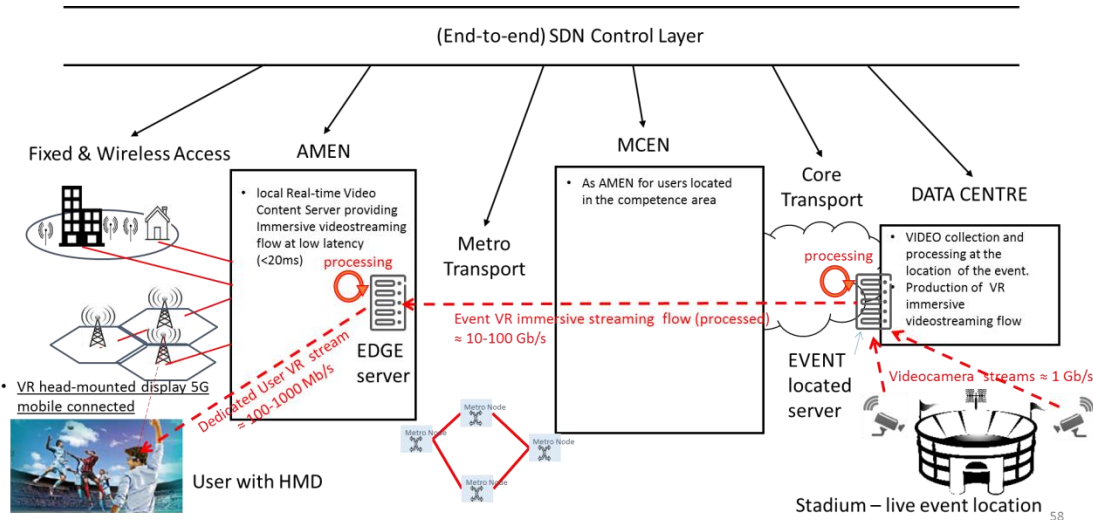 (End-to-end) SDN Control Layer
Fixed & Wireless Access
AMEN
• local Real-time Video
Content Server providing
Immersive videostreaming
flow at low latency
(<20ms)
processing
EDGE
server
Metro
Transport
MCEN
• As AMEN for users located
in the competence area
Core
Transport
processing
DATA CENTRE
• VIDEO collection and
processing at the
location of the event.
• Production of VR
immersive
videostreaming flow
Event VR immersive streaming flow (processed)
≈ 10-100 Gb/s
EVENT
located
server
Videocamera streams ≈ 1 Gb/s
Dedicated User VR stream
≈ 100-1000 Mb/s
• VR head-mounted display 5G
mobile connected
User with HMD
Metro Node
Metro Node
Metro Node
Metro Node
Stadium – live event location
58